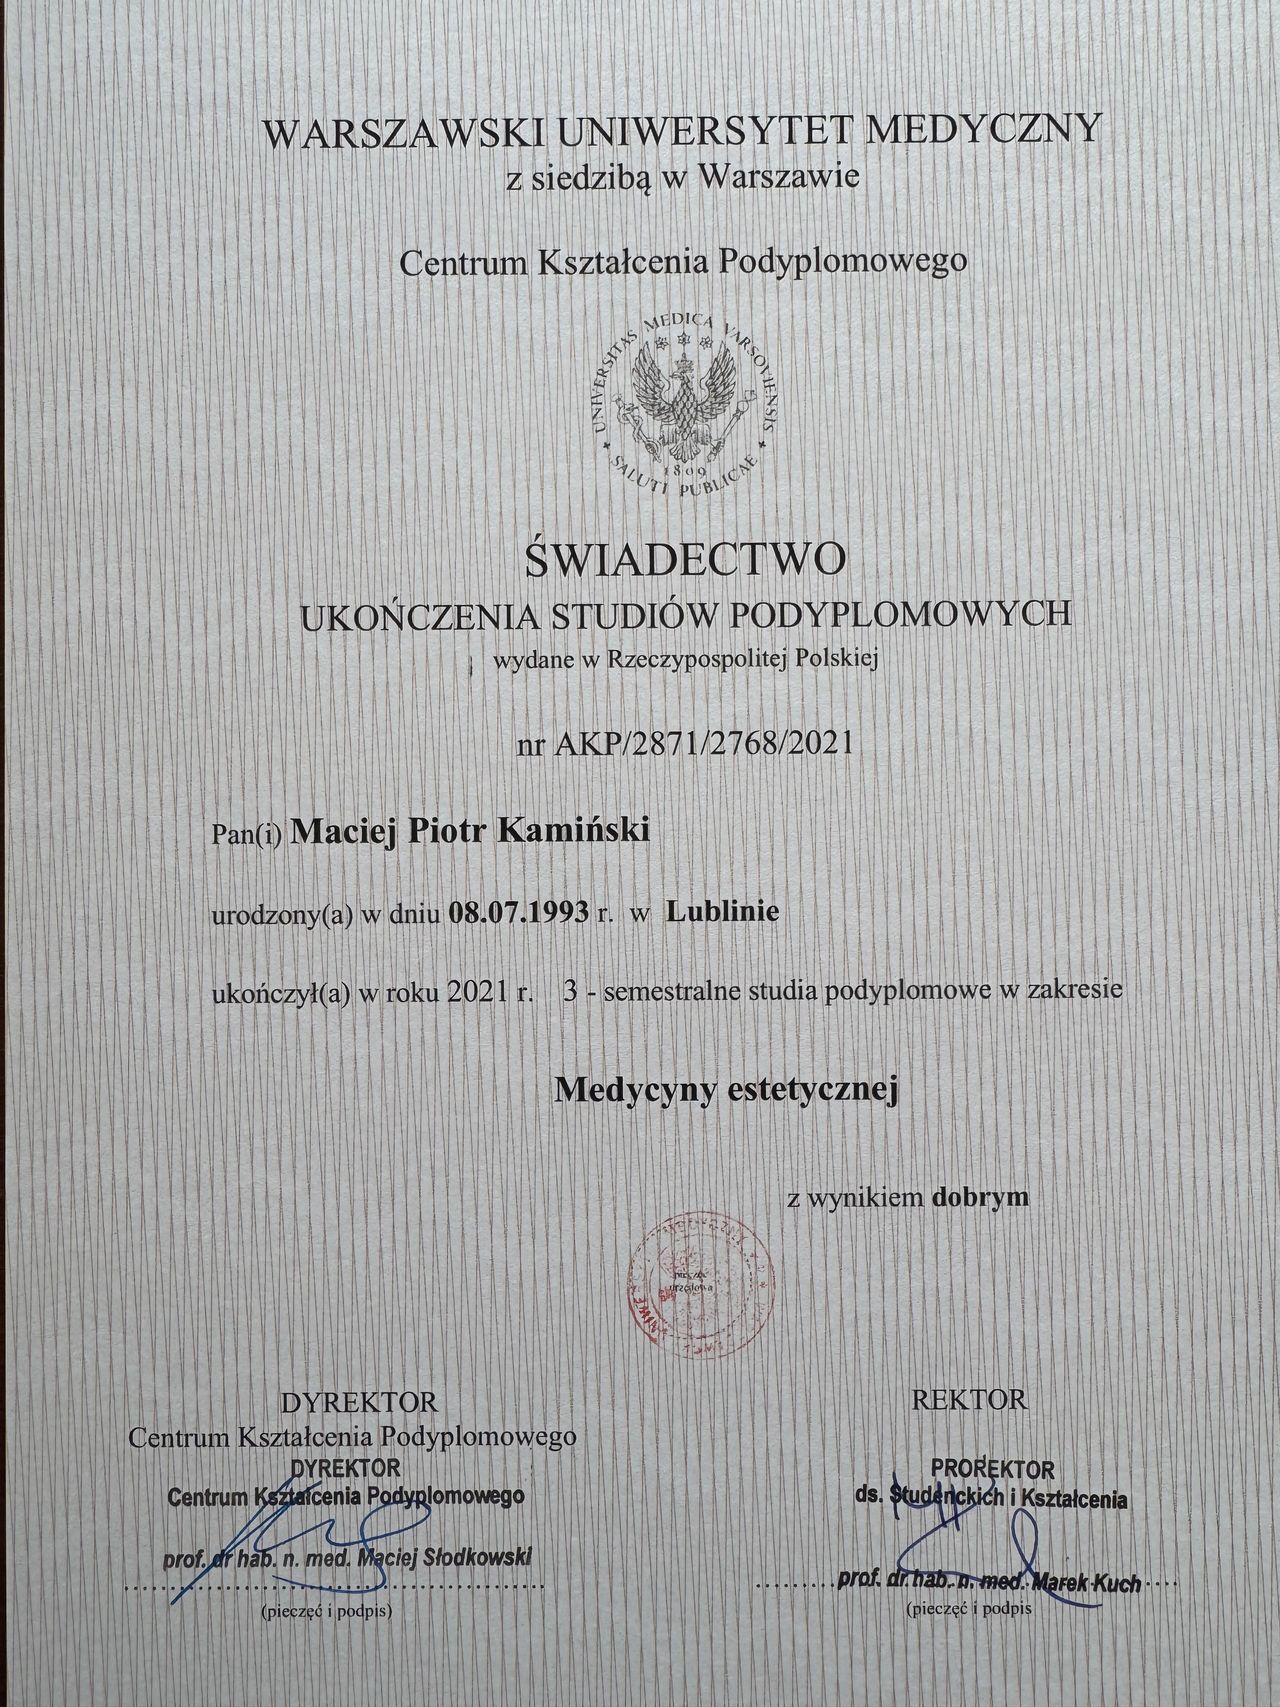 WARSZAWSKI UNIWERSYTET MEDYCZNY
z siedzibą w Warszawie
Centrum Kształcenia Podyplomowego
UNIVERSITAS MEDICA VARSOVIENSIS
1809
SALUTI PUBLICAE
ŚWIADECTWO
UKOŃCZENIA STUDIÓW PODYPLOMOWYCH
wydane w Rzeczypospolitej Polskiej
nr AKP/2871/2768/2021
Pan(i) Maciej Piotr Kamiński
urodzony(a) w dniu 08.07.1993 r. w Lublinie
ukończył(a) w roku 2021 r. 3 - semestralne studia podyplomowe w zakresie
Medycyny estetycznej
z wynikiem dobrym
DYREKTOR
Centrum Kształcenia Podyplomowego
DYREKTOR
Centrum Kształcenia Podyplomowego
prof. dr hab. n. med. Maciej Słodkowski
(pieczęć i podpis)
REKTOR
PROREKTOR
ds. Studenckich i Kształcenia
prof. dr hab. n. med. Marek Kuch
(pieczęć i podpis